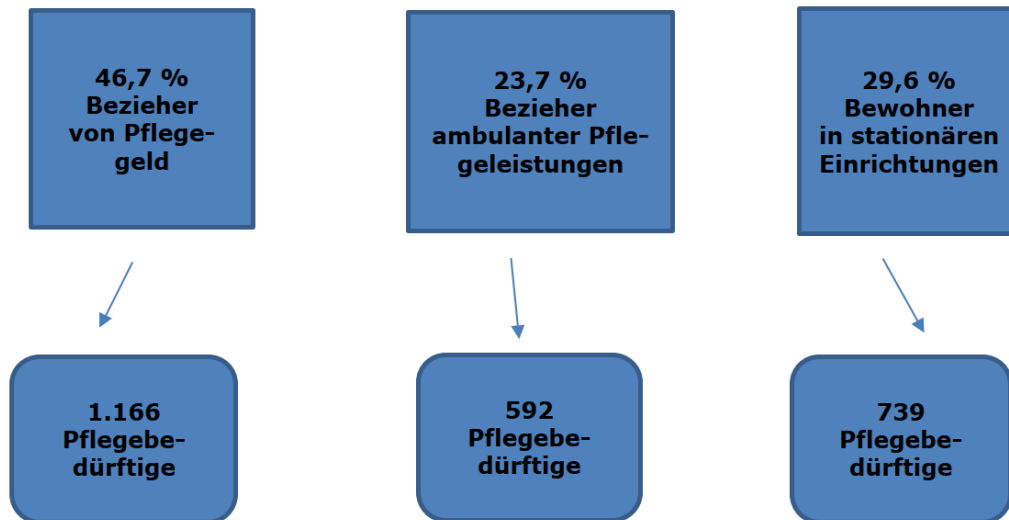 46,7 %
Bezieher
von Pflege-
geld
23,7 %
Bezieher
ambulanter Pfle-
geleistungen
29,6 %
Bewohner
in stationären
Einrichtungen
1.166
Pflegebe-
dürftige
592
Pflegebe-
dürftige
739
Pflegebe-
dürftige